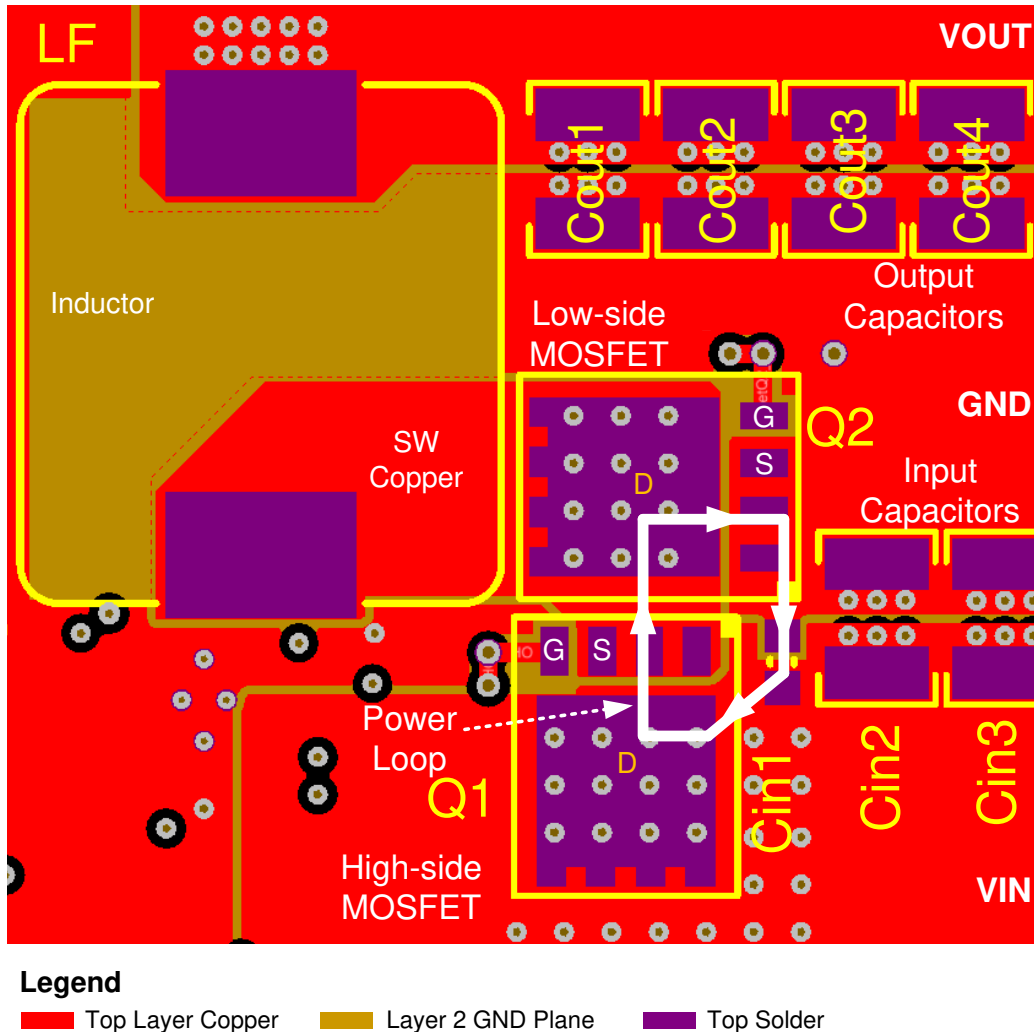 LF
VOUT
Cout1
Cout2
Cout3
Cout4
Inductor
Low-side
MOSFET
Output
Capacitors
GND
G
S
D
Q2
SW
Copper
Input
Capacitors
G
S
Power
Loop
D
Q1
Cin1
Cin2
Cin3
High-side
MOSFET
VIN
Legend
Top Layer Copper
Layer 2 GND Plane
Top Solder